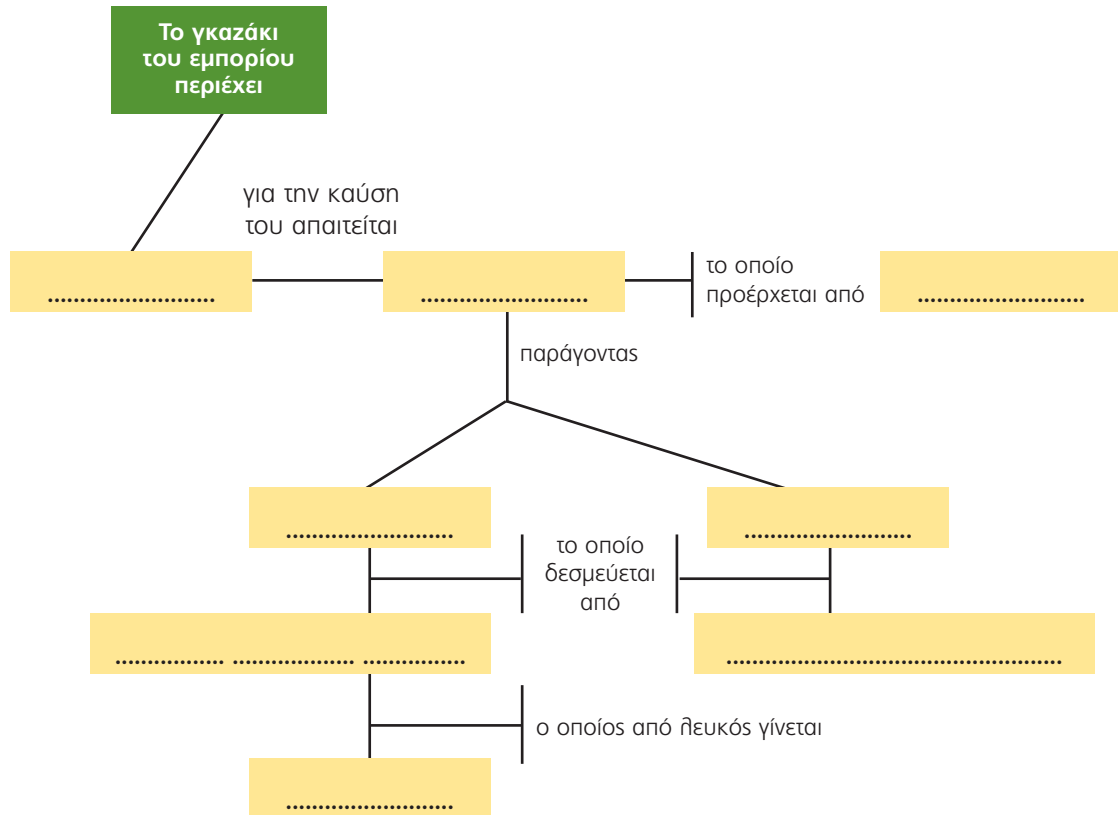 Το γκαζάκι
του εμπορίου
περιέχει
για την καύση
του απαιτείται
..........................
..........................
το οποίο
προέρχεται από
..........................
παράγοντας
..........................
..........................
το οποίο
δεσμεύεται
από
................. ................... ................
....................................................
ο οποίος από λευκός γίνεται
..........................